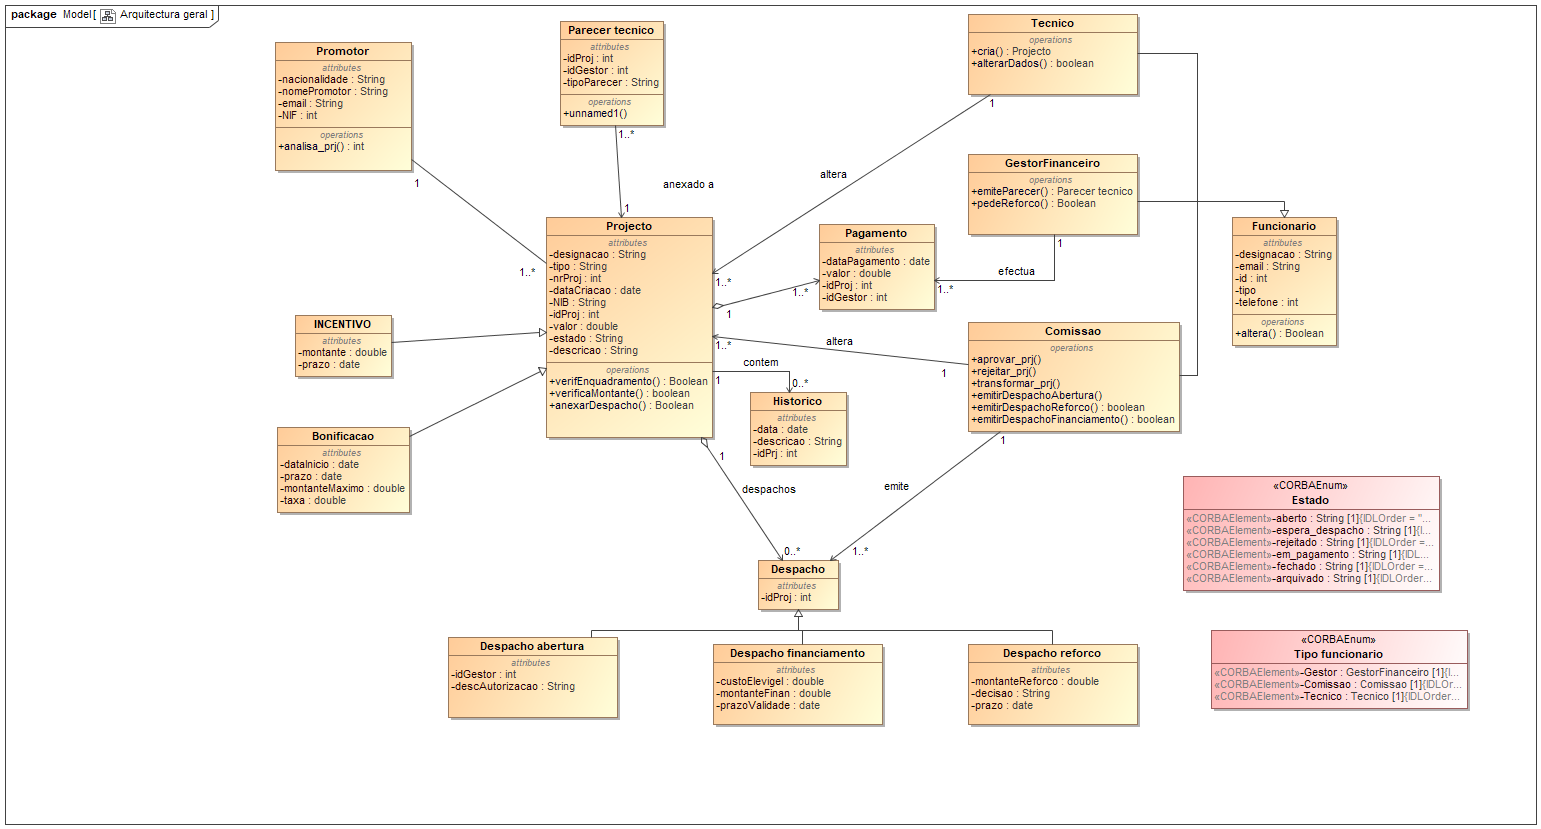 package Model[ Arquitectura geral ]
Promotor
attributes
-nacionalidade : String
-nomePromotor : String
-email : String
-NIF : int
operations
+analisa_prj() : int
1
1..*
Parecer tecnico
attributes
-idProj : int
-idGestor : int
-tipoParecer : String
operations
+unnamed1()
1..*
anexado a
1
Tecnico
operations
+cria() : Projecto
+alterarDados() : boolean
1
altera
1..*
GestorFinanceiro
operations
+emiteParecer() : Parecer tecnico
+pedeReforco() : Boolean
1
efectua
1..*
Funcionario
attributes
-designacao : String
-email : String
-id : int
-tipo
-telefone : int
operations
+altera() : Boolean
Projecto
attributes
-designacao : String
-tipo : String
-nrProj : int
-dataCriacao : date
-NIB : String
-idProj : int
-valor : double
-estado : String
-descricao : String
operations
+verifEnquadramento() : Boolean
+verificaMontante() : boolean
+anexarDespacho() : Boolean
Pagamento
attributes
-dataPagamento : date
-valor : double
-idProj : int
-idGestor : int
1..*
1
INCENTIVO
attributes
-montante : double
-prazo : date
Bonificacao
attributes
-dataInicio : date
-prazo : date
-montanteMaximo : double
-taxa : double
Comissao
operations
+aprovar_prj()
+rejeitar_prj()
+transformar_prj()
+emitirDespachoAbertura()
+emitirDespachoReforco() : boolean
+emitirDespachoFinanciamento() : boolean
altera
1..*
1
contem
1
0..*
Historico
attributes
-data : date
-descricao : String
-idPrj : int
1
despachos
0..*
1
emite
1..*
Despacho
attributes
-idProj : int
Despacho abertura
attributes
-idGestor : int
-descAutorizacao : String
Despacho financiamento
attributes
-custoElevigel : double
-montanteFinan : double
-prazoValidade : date
Despacho reforco
attributes
-montanteReforco : double
-decisao : String
-prazo : date
«CORBAEnum»
Estado
«CORBAElement»-aberto : String [1]{IDLOrder = "...
«CORBAElement»-espera_despacho : String [1]{I...
«CORBAElement»-rejeitado : String [1]{IDLOrder =...
«CORBAElement»-em_pagamento : String [1]{IDL...
«CORBAElement»-fechado : String [1]{IDLOrder =...
«CORBAElement»-arquivado : String [1]{IDLOrder...
«CORBAEnum»
Tipo funcionario
«CORBAElement»-Gestor : GestorFinanceiro [1]{I...
«CORBAElement»-Comissao : Comissao [1]{IDLOr...
«CORBAElement»-Tecnico : Tecnico [1]{IDLOrder...